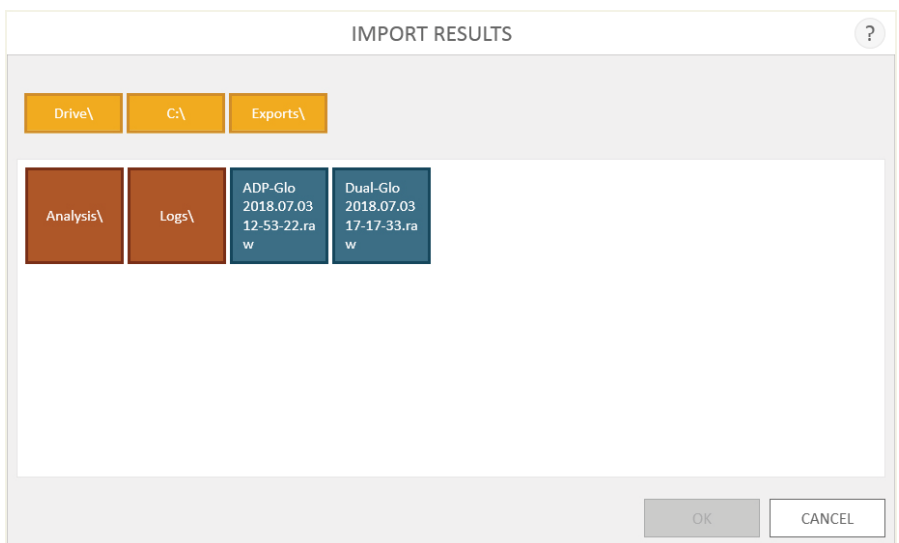 IMPORT RESULTS
?
Drive\
C:\
Exports\
Analysis\
Logs\
ADP-Glo
2018.07.03
12-53-22.ra
w
Dual-Glo
2018.07.03
17-17-33.ra
w
OK
CANCEL